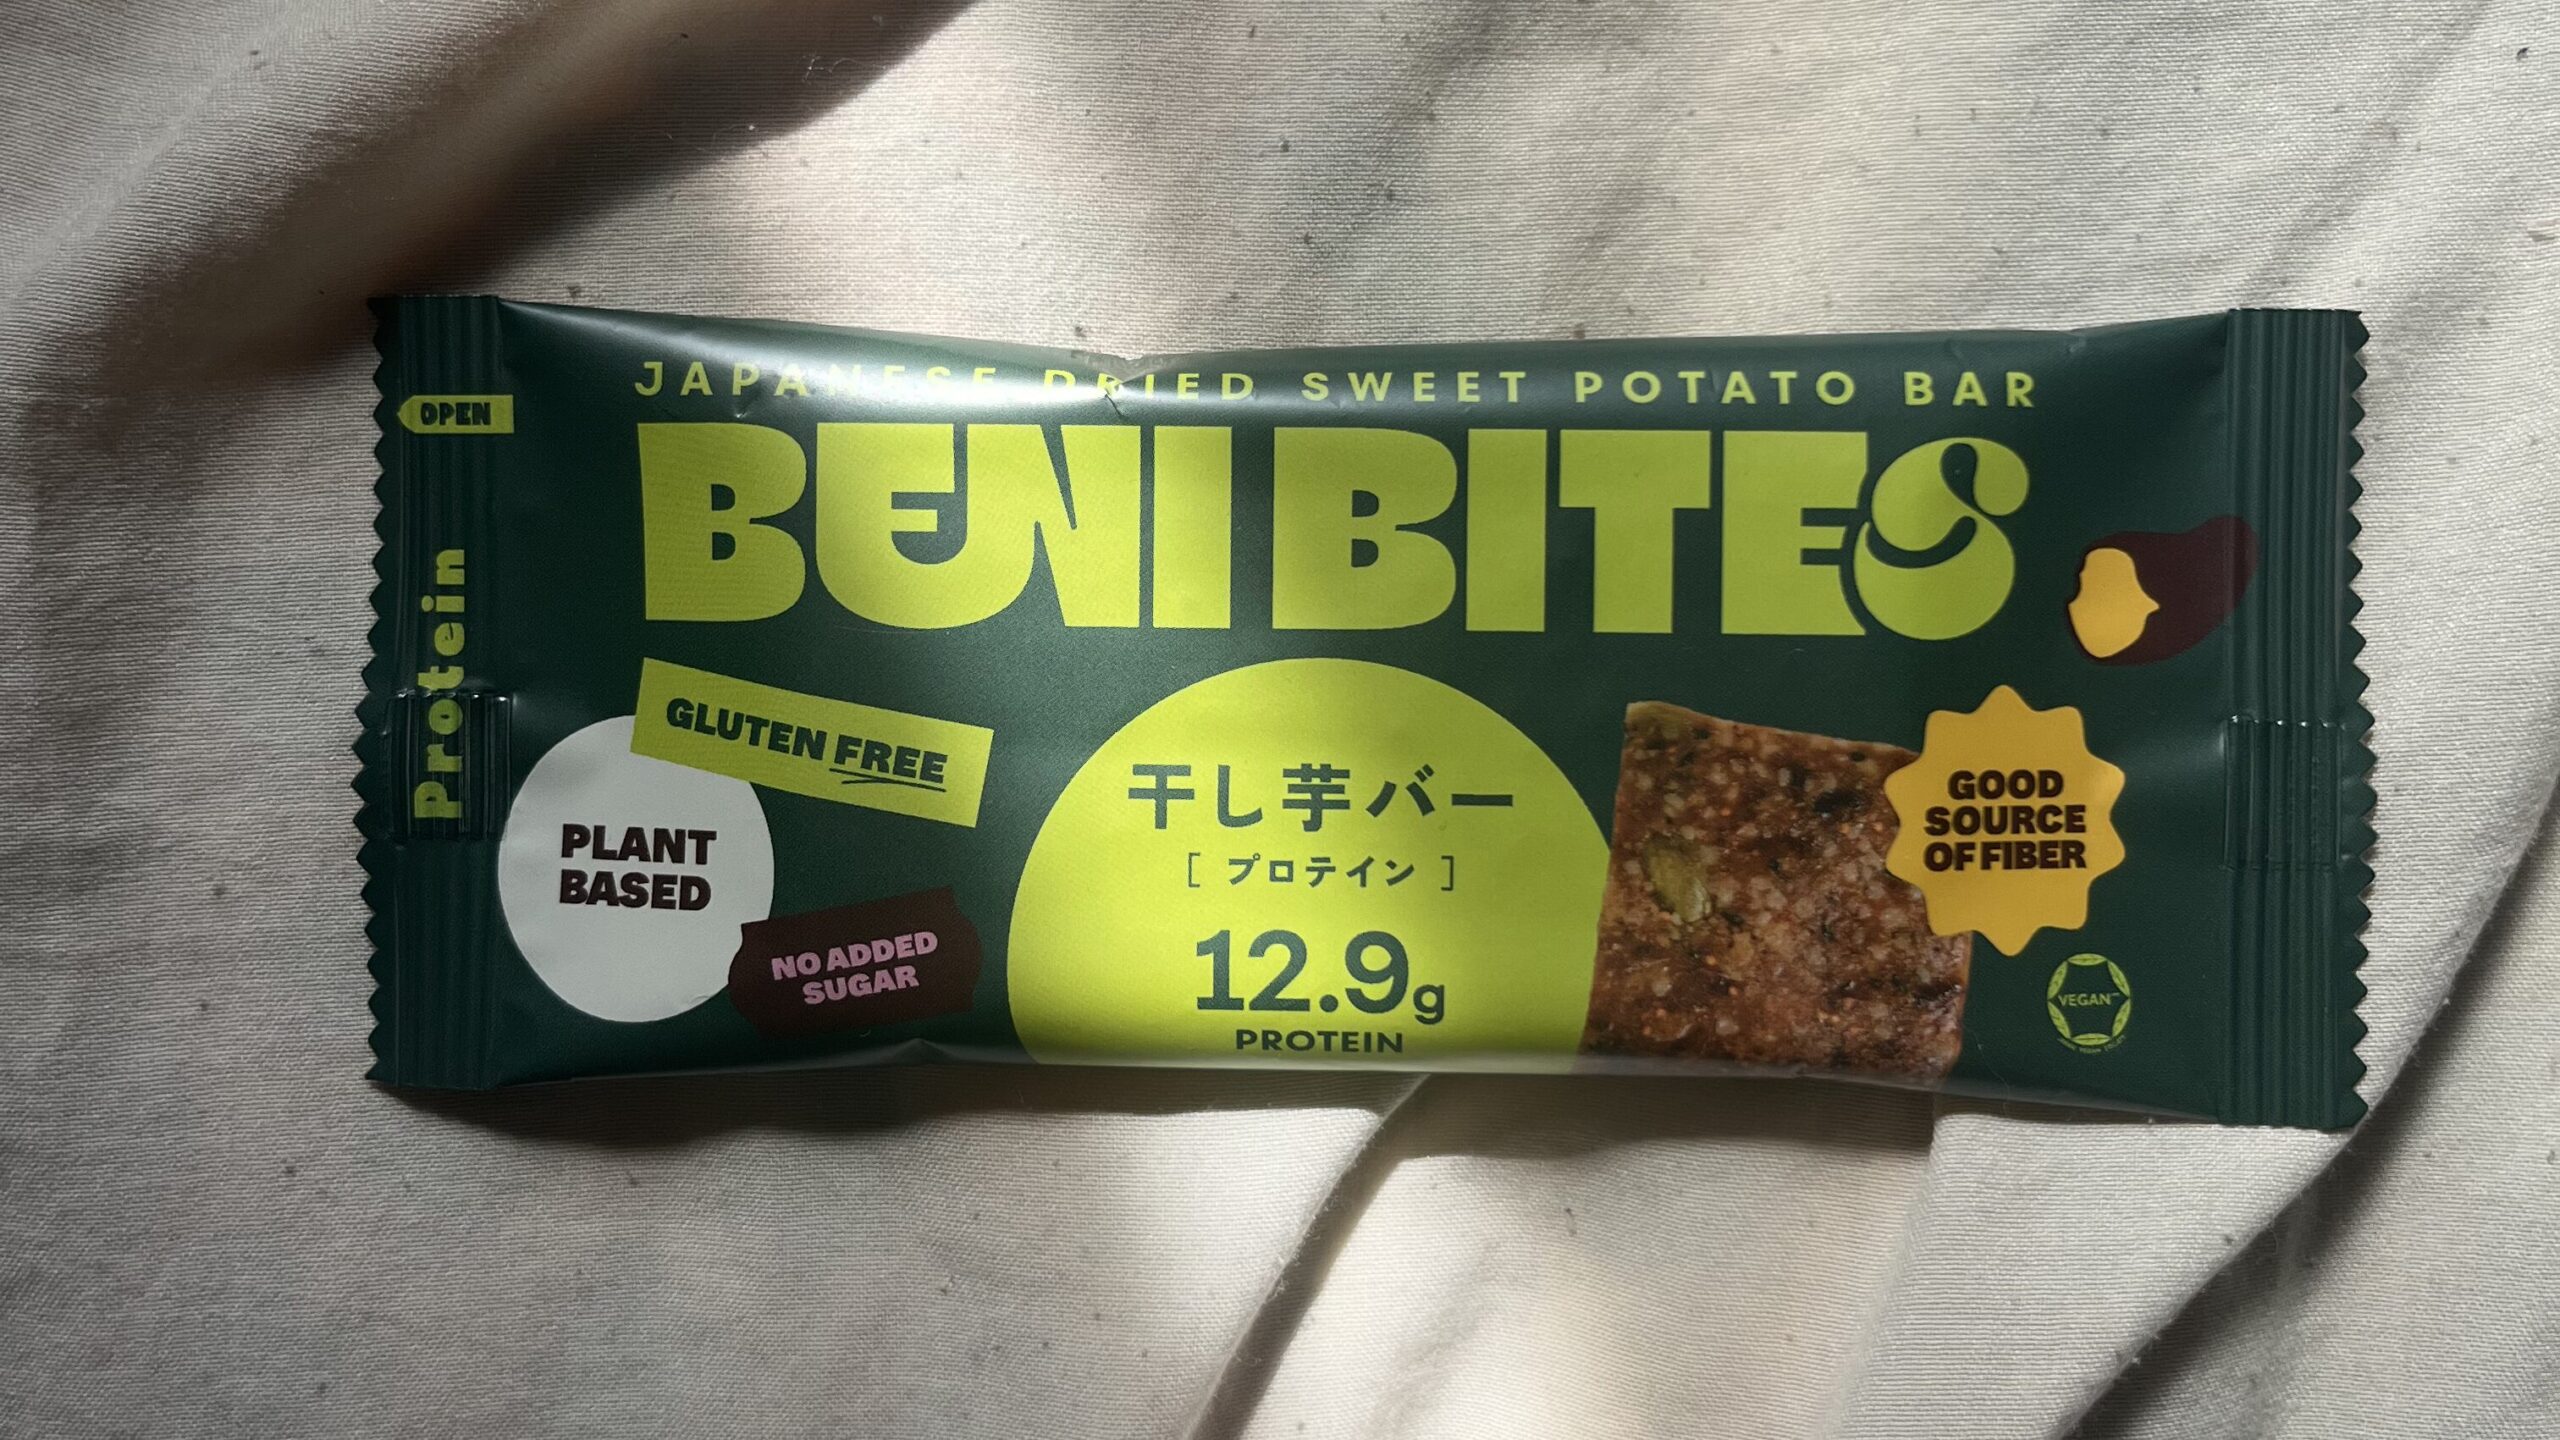 JAPANESE DRIED SWEET POTATO BAR
OPEN
BENI BITES
Protein
GLUTEN FREE
PLANT
BASED
NO ADDED
SUGAR
干し芋バー
[ プロテイン ]
12.9g
PROTEIN
GOOD
SOURCE
OF FIBER
VEGAN